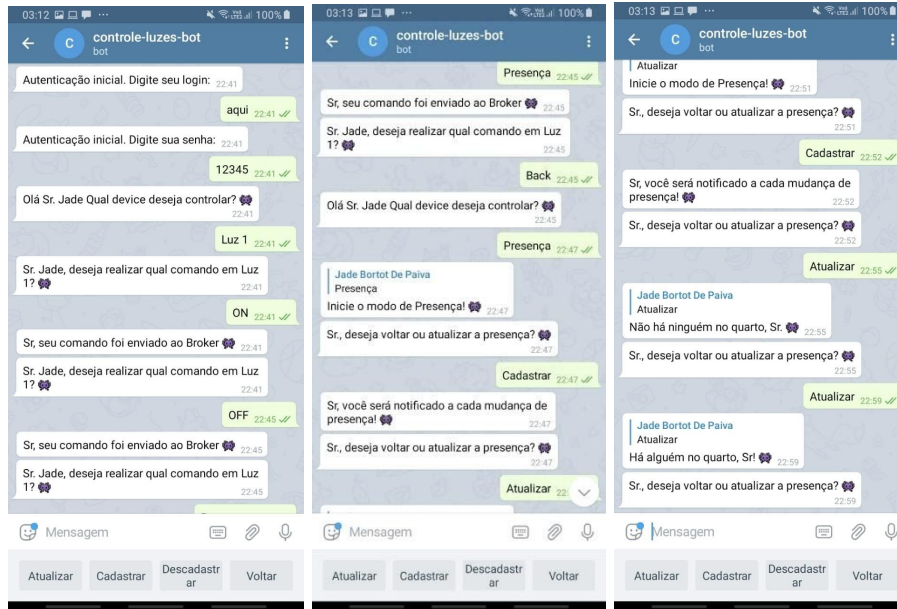 03:12 ··· 100%
controle-luzes-bot
C
bot
Autenticação inicial. Digite seu login: 22:41
aqui 22:41
Autenticação inicial. Digite sua senha: 22:41
12345 22:41
Olá Sr. Jade Qual device deseja controlar?
22:41
Luz 1 22:41
Sr. Jade, deseja realizar qual comando em Luz
1? 22:41
ON 22:41
Sr, seu comando foi enviado ao Broker 22:41
Sr. Jade, deseja realizar qual comando em Luz
1? 22:41
OFF 22:45
Sr, seu comando foi enviado ao Broker 22:45
Sr. Jade, deseja realizar qual comando em Luz
1? 22:45
Mensagem
Atualizar Cadastrar Descadastr
ar Voltar
03:13 ··· 100%
controle-luzes-bot
C
bot
Presença 22:45
Sr, seu comando foi enviado ao Broker 22:45
Sr. Jade, deseja realizar qual comando em Luz
1? 22:45
Back 22:45
Olá Sr. Jade Qual device deseja controlar?
22:45
Presença 22:47
Jade Bortot De Paiva
Presença
Inicie o modo de Presença! 22:47
Sr., deseja voltar ou atualizar a presença?
22:47
Cadastrar 22:47
Sr, você será notificado a cada mudança de
presença! 22:47
Sr., deseja voltar ou atualizar a presença?
22:47
Atualizar 22:
Mensagem
Atualizar Cadastrar Descadastr
ar Voltar
03:13 ··· 100%
controle-luzes-bot
C
bot
Atualizar
Inicie o modo de Presença! 22:51
Sr., deseja voltar ou atualizar a presença?
22:51
Cadastrar 22:52
Sr, você será notificado a cada mudança de
presença! 22:52
Sr., deseja voltar ou atualizar a presença?
22:52
Atualizar 22:55
Jade Bortot De Paiva
Atualizar
Não há ninguém no quarto, Sr. 22:55
Sr., deseja voltar ou atualizar a presença?
22:55
Atualizar 22:59
Jade Bortot De Paiva
Atualizar
Há alguém no quarto, Sr! 22:59
Sr., deseja voltar ou atualizar a presença?
22:59
Mensagem
Atualizar Cadastrar Descadastr
ar Voltar